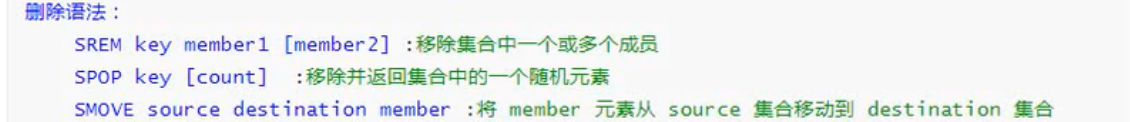 删除语法：
SREM key member1 [member2] :移除集合中一个或多个成员
SPOP key [count]  :移除并返回集合中的一个随机元素
SMOVE source destination member :将 member 元素从 source 集合移动到 destination 集合